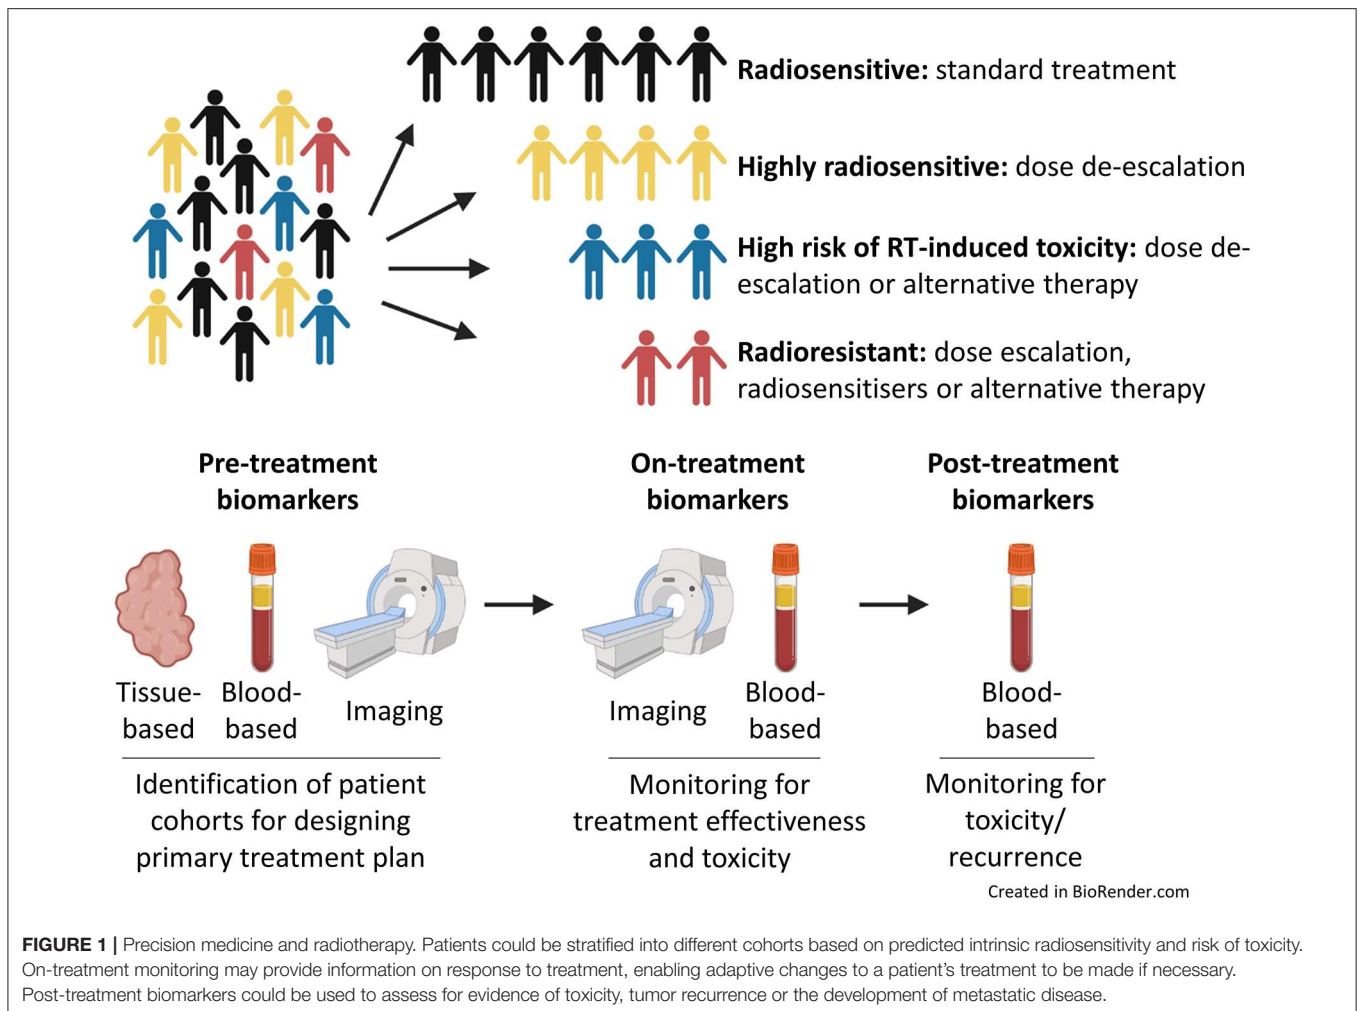 Radiosensitive: standard treatment
Highly radiosensitive: dose de-escalation
High risk of RT-induced toxicity: dose de-
escalation or alternative therapy
Radioresistant: dose escalation,
radiosensitisers or alternative therapy
Pre-treatment
biomarkers
On-treatment
biomarkers
Post-treatment
biomarkers
Tissue-
based
Blood-
based
Imaging
Imaging
Blood-
based
Blood-
based
Identification of patient
cohorts for designing
primary treatment plan
Monitoring for
treatment effectiveness
and toxicity
Monitoring for
toxicity/
recurrence
Created in BioRender.com
FIGURE 1 | Precision medicine and radiotherapy. Patients could be stratified into different cohorts based on predicted intrinsic radiosensitivity and risk of toxicity.
On-treatment monitoring may provide information on response to treatment, enabling adaptive changes to a patient's treatment to be made if necessary.
Post-treatment biomarkers could be used to assess for evidence of toxicity, tumor recurrence or the development of metastatic disease.